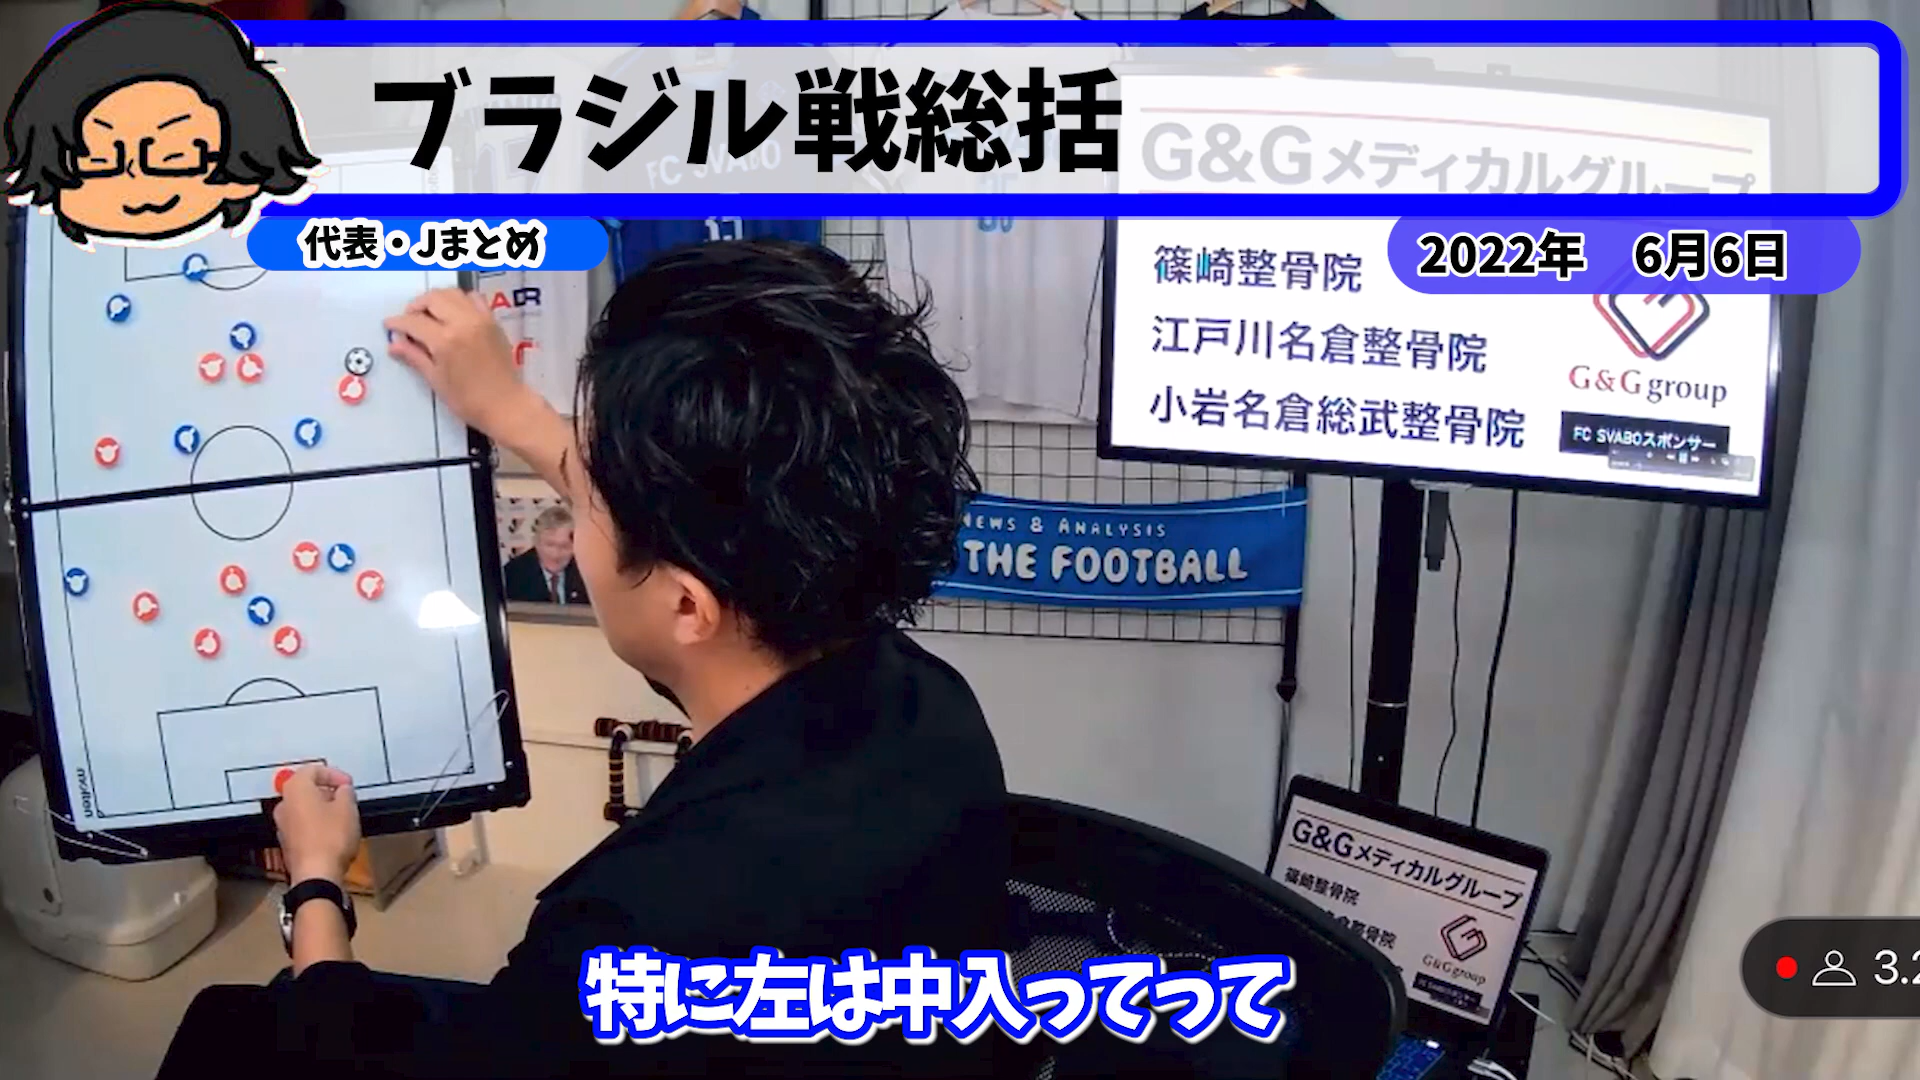 ブラジル戦総括
代表・Jまとめ
2022年 6月6日
FC SVABO
17
G&Gメディカルグループ
篠崎整骨院
江戸川名倉整骨院
小岩名倉総武整骨院
G&G group
FC SVABOスポンサー
NEWS & ANALYSIS
THE FOOTBALL
molten
G&Gメディカルグループ
篠崎整骨院
G&G group
3.2
特に左は中入ってって